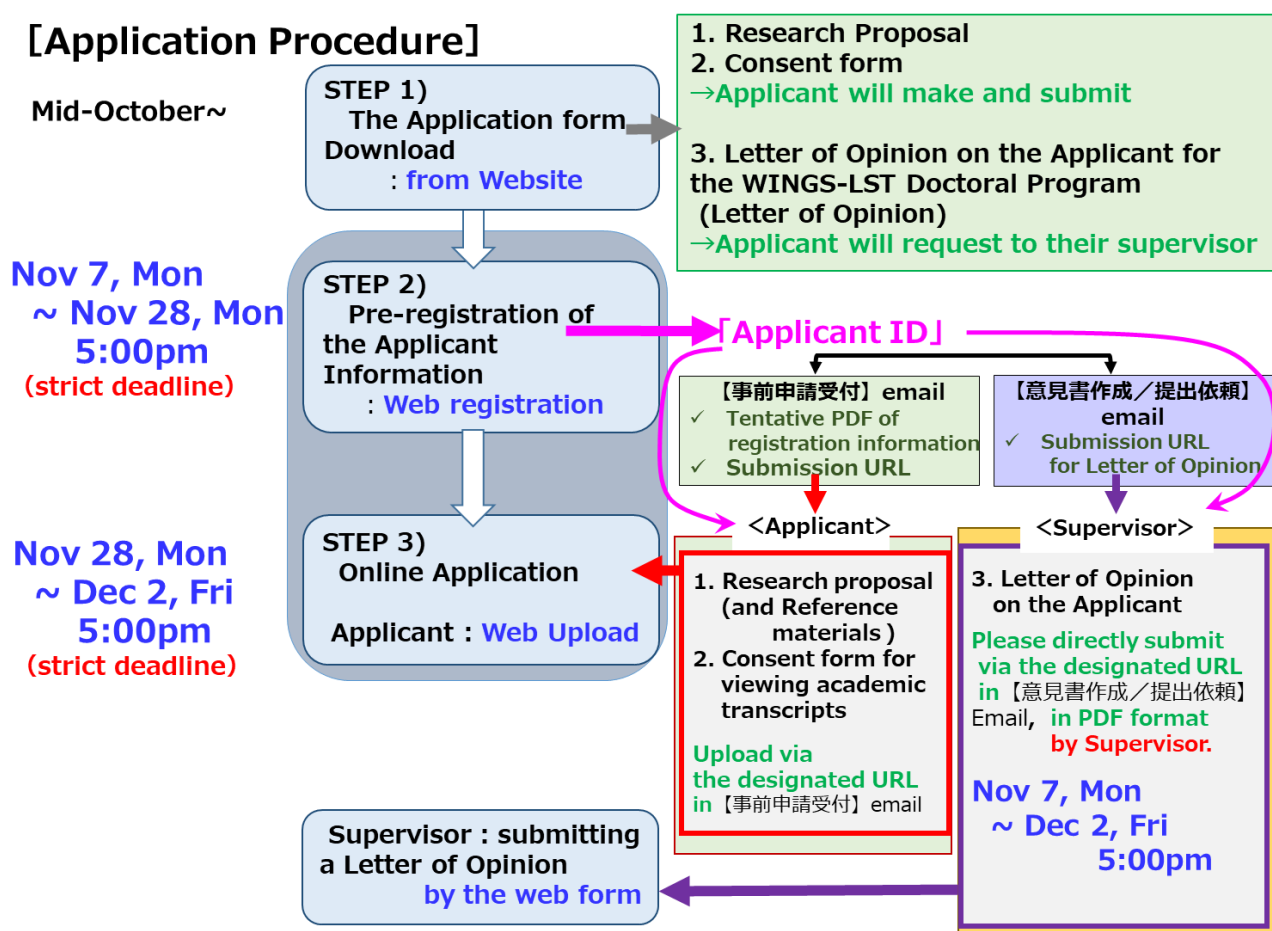 [Application Procedure]
Mid-October~
STEP 1)
The Application form
Download
: from Website
1. Research Proposal
2. Consent form
→Applicant will make and submit
3. Letter of Opinion on the Applicant for
the WINGS-LST Doctoral Program
(Letter of Opinion)
→Applicant will request to their supervisor
Nov 7, Mon
~ Nov 28, Mon
5:00pm
(strict deadline)
STEP 2)
Pre-registration of
the Applicant
Information
: Web registration
「Applicant ID」
【事前申請受付】email
✓ Tentative PDF of
registration information
✓ Submission URL
【意見書作成／提出依頼】
email
✓ Submission URL
for Letter of Opinion
Nov 28, Mon
~ Dec 2, Fri
5:00pm
(strict deadline)
STEP 3)
Online Application
Applicant : Web Upload
<Applicant>
1. Research proposal
(and Reference
materials )
2. Consent form for
viewing academic
transcripts
Upload via
the designated URL
in【事前申請受付】email
<Supervisor>
3. Letter of Opinion
on the Applicant
Please directly submit
via the designated URL
in【意見書作成／提出依頼】
Email, in PDF format
by Supervisor.
Nov 7, Mon
~ Dec 2, Fri
5:00pm
Supervisor : submitting
a Letter of Opinion
by the web form